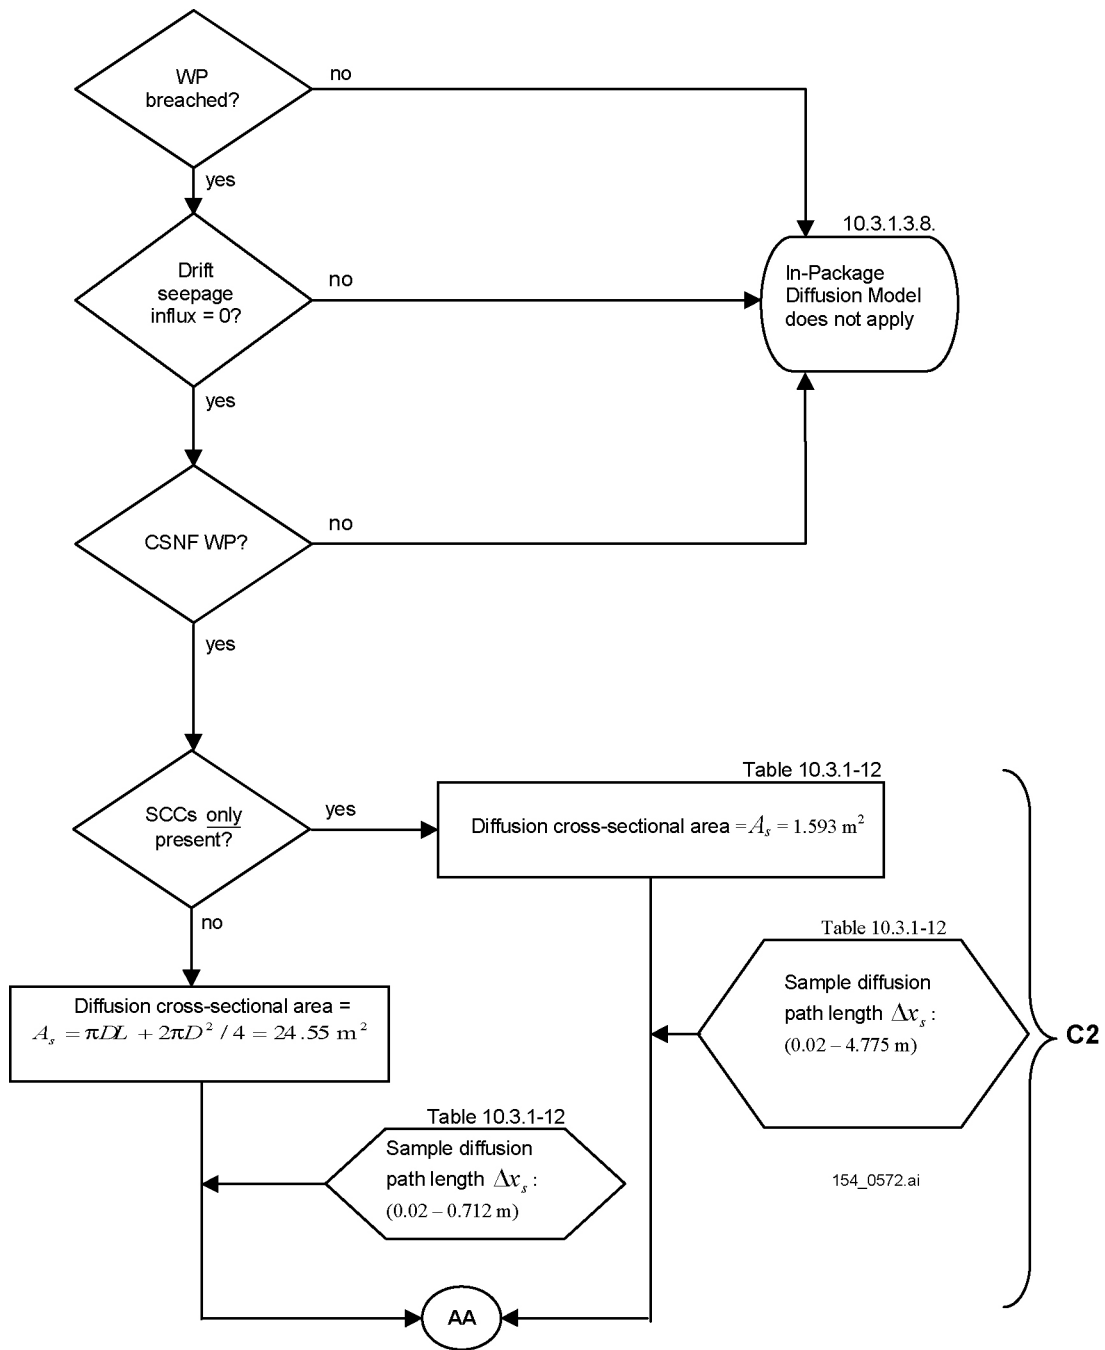 WP
breached?
no
yes
10.3.1.3.8.
Drift
seepage
influx = 0?
no
In-Package
Diffusion Model
does not apply
yes
CSNF WP?
no
yes
Table 10.3.1-12
SCCs only
present?
yes
Diffusion cross-sectional area = A_s = 1.593 m²
no
Table 10.3.1-12
Sample diffusion
path length Δx_s :
(0.02 – 4.775 m)
C2
Diffusion cross-sectional area =
A_s = πDL + 2πD² / 4 = 24.55 m²
Table 10.3.1-12
Sample diffusion
path length Δx_s :
(0.02 – 0.712 m)
154_0572.ai
AA